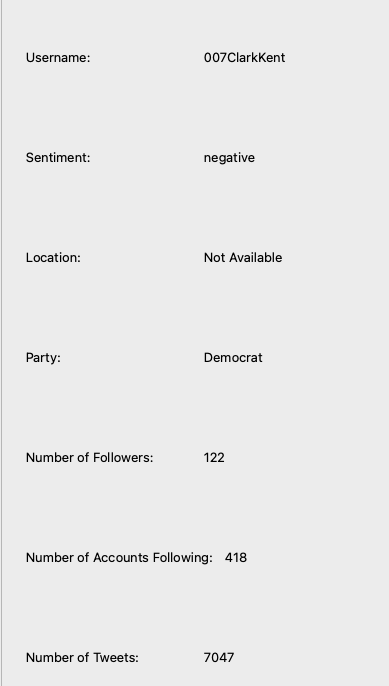 Username: 007ClarkKent
Sentiment: negative
Location: Not Available
Party: Democrat
Number of Followers: 122
Number of Accounts Following: 418
Number of Tweets: 7047